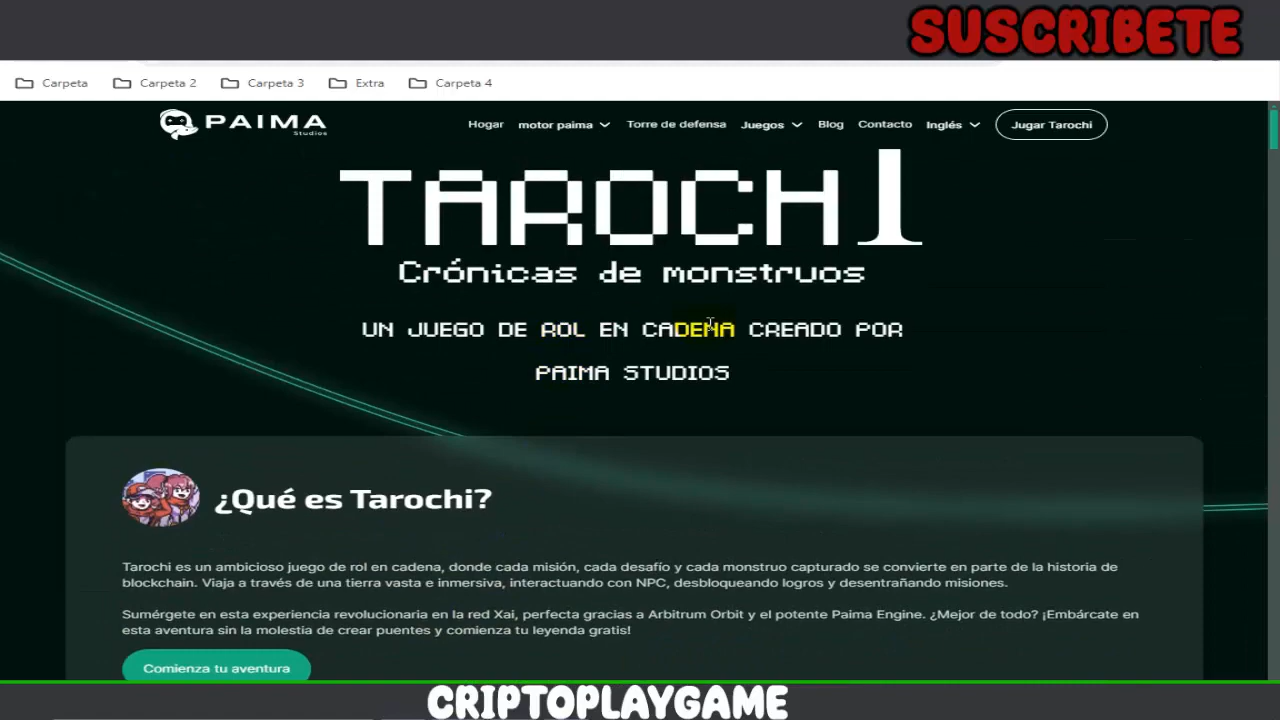 SUSCRIBETE
Carpeta Carpeta 2 Carpeta 3 Extra Carpeta 4
PAIMA Studios Hogar motor paima Torre de defensa Juegos Blog Contacto Inglés Jugar Tarochi
TAROCHI
Crónicas de monstruos
UN JUEGO DE ROL EN CADENA CREADO POR
PAIMA STUDIOS
¿Qué es Tarochi?
Tarochi es un ambicioso juego de rol en cadena, donde cada misión, cada desafío y cada monstruo capturado se convierte en parte de la historia de
blockchain. Viaja a través de una tierra vasta e inmersiva, interactuando con NPC, desbloqueando logros y desentrañando misiones.
Sumérgete en esta experiencia revolucionaria en la red Xai, perfecta gracias a Arbitrum Orbit y el potente Paima Engine. ¿Mejor de todo? ¡Embárcate en
esta aventura sin la molestia de crear puentes y comienza tu leyenda gratis!
Comienza tu aventura
CRIPTOPLAYGAME